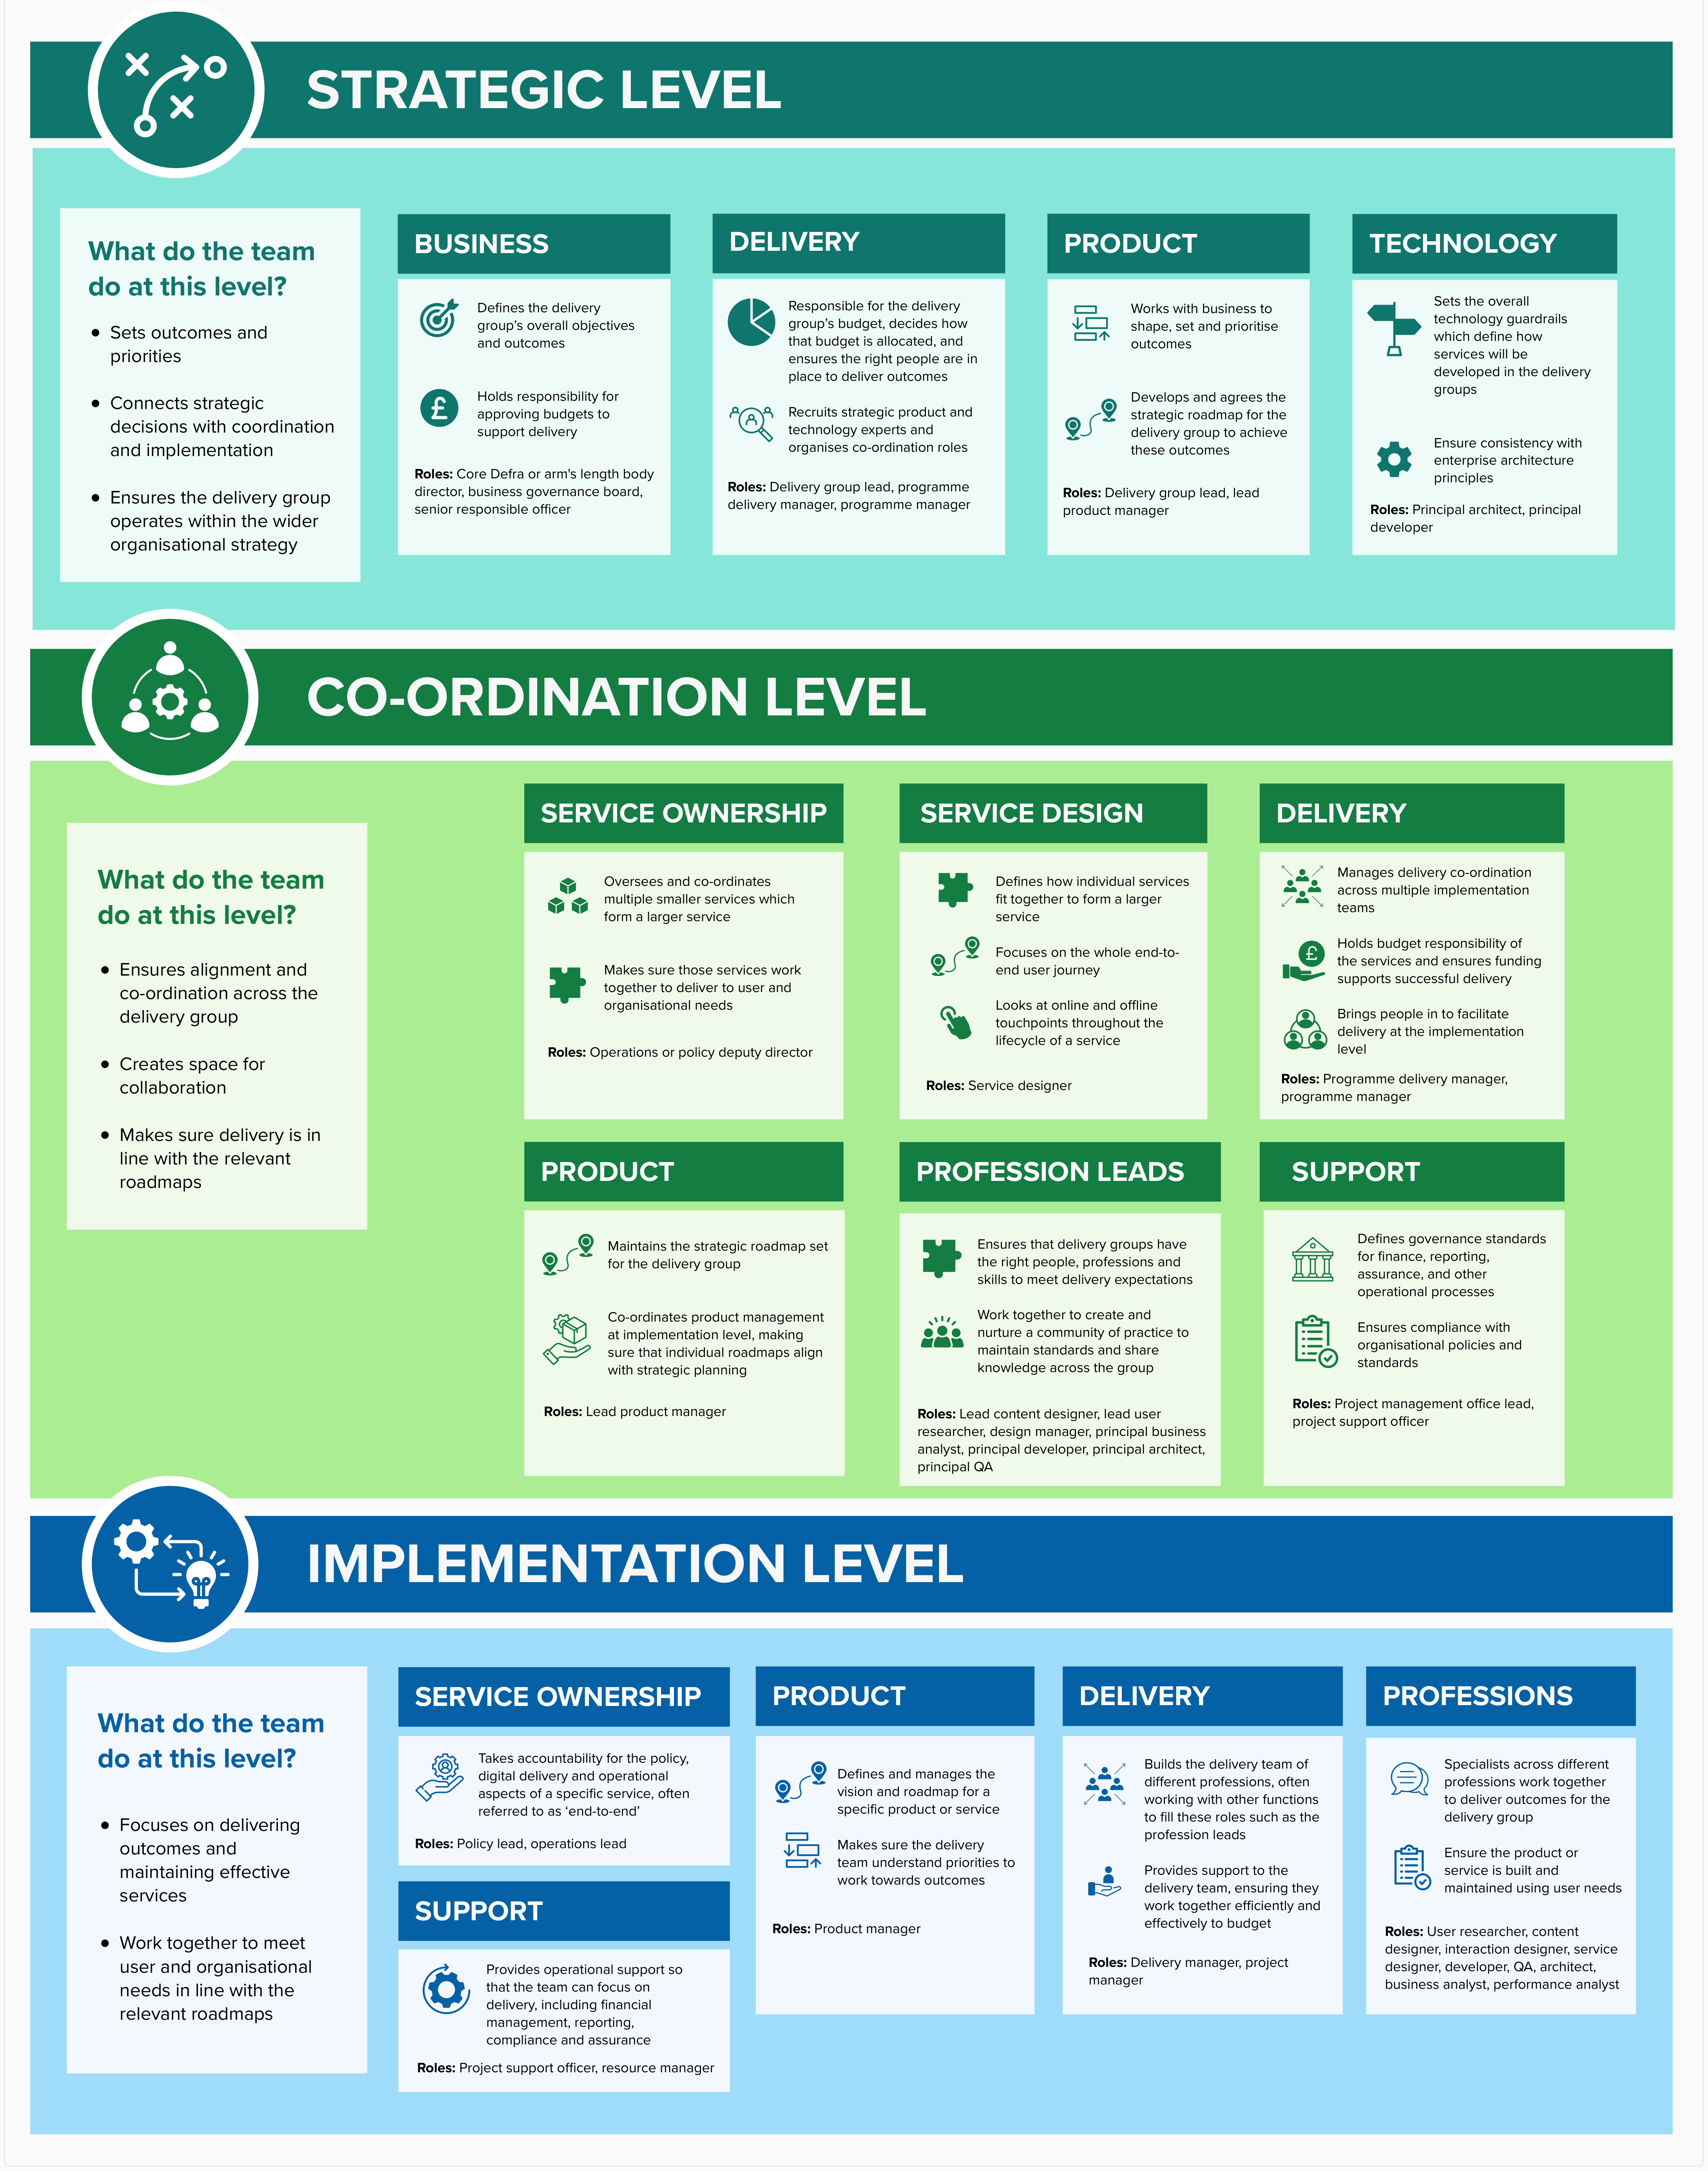 STRATEGIC LEVEL
What do the team
do at this level?
● Sets outcomes and
priorities
● Connects strategic
decisions with coordination
and implementation
● Ensures the delivery group
operates within the wider
organisational strategy
BUSINESS
Defines the delivery
group's overall objectives
and outcomes
£
Holds responsibility for
approving budgets to
support delivery
Roles: Core Defra or arm's length body
director, business governance board,
senior responsible officer
DELIVERY
Responsible for the delivery
group's budget, decides how
that budget is allocated, and
ensures the right people are in
place to deliver outcomes
Recruits strategic product and
technology experts and
organises co-ordination roles
Roles: Delivery group lead, programme
delivery manager, programme manager
PRODUCT
Works with business to
shape, set and prioritise
outcomes
Develops and agrees the
strategic roadmap for the
delivery group to achieve
these outcomes
Roles: Delivery group lead, lead
product manager
TECHNOLOGY
Sets the overall
technology guardrails
which define how
services will be
developed in the delivery
groups
Ensure consistency with
enterprise architecture
principles
Roles: Principal architect, principal
developer
CO-ORDINATION LEVEL
What do the team
do at this level?
● Ensures alignment and
co-ordination across the
delivery group
● Creates space for
collaboration
● Makes sure delivery is in
line with the relevant
roadmaps
SERVICE OWNERSHIP
Oversees and co-ordinates
multiple smaller services which
form a larger service
Makes sure those services work
together to deliver to user and
organisational needs
Roles: Operations or policy deputy director
SERVICE DESIGN
Defines how individual services
fit together to form a larger
service
Focuses on the whole end-to-
end user journey
Looks at online and offline
touchpoints throughout the
lifecycle of a service
Roles: Service designer
DELIVERY
Manages delivery co-ordination
across multiple implementation
teams
£
Holds budget responsibility of
the services and ensures funding
supports successful delivery
Brings people in to facilitate
delivery at the implementation
level
Roles: Programme delivery manager,
programme manager
PRODUCT
Maintains the strategic roadmap set
for the delivery group
Co-ordinates product management
at implementation level, making
sure that individual roadmaps align
with strategic planning
Roles: Lead product manager
PROFESSION LEADS
Ensures that delivery groups have
the right people, professions and
skills to meet delivery expectations
Work together to create and
nurture a community of practice to
maintain standards and share
knowledge across the group
Roles: Lead content designer, lead user
researcher, design manager, principal business
analyst, principal developer, principal architect,
principal QA
SUPPORT
Defines governance standards
for finance, reporting,
assurance, and other
operational processes
Ensures compliance with
organisational policies and
standards
Roles: Project management office lead,
project support officer
IMPLEMENTATION LEVEL
What do the team
do at this level?
● Focuses on delivering
outcomes and
maintaining effective
services
● Work together to meet
user and organisational
needs in line with the
relevant roadmaps
SERVICE OWNERSHIP
Takes accountability for the policy,
digital delivery and operational
aspects of a specific service, often
referred to as ‘end-to-end’
Roles: Policy lead, operations lead
SUPPORT
Provides operational support so
that the team can focus on
delivery, including financial
management, reporting,
compliance and assurance
Roles: Project support officer, resource manager
PRODUCT
Defines and manages the
vision and roadmap for a
specific product or service
Makes sure the delivery
team understand priorities to
work towards outcomes
Roles: Product manager
DELIVERY
Builds the delivery team of
different professions, often
working with other functions
to fill these roles such as the
profession leads
Provides support to the
delivery team, ensuring they
work together efficiently and
effectively to budget
Roles: Delivery manager, project
manager
PROFESSIONS
Specialists across different
professions work together
to deliver outcomes for the
delivery group
Ensure the product or
service is built and
maintained using user needs
Roles: User researcher, content
designer, interaction designer, service
designer, developer, QA, architect,
business analyst, performance analyst